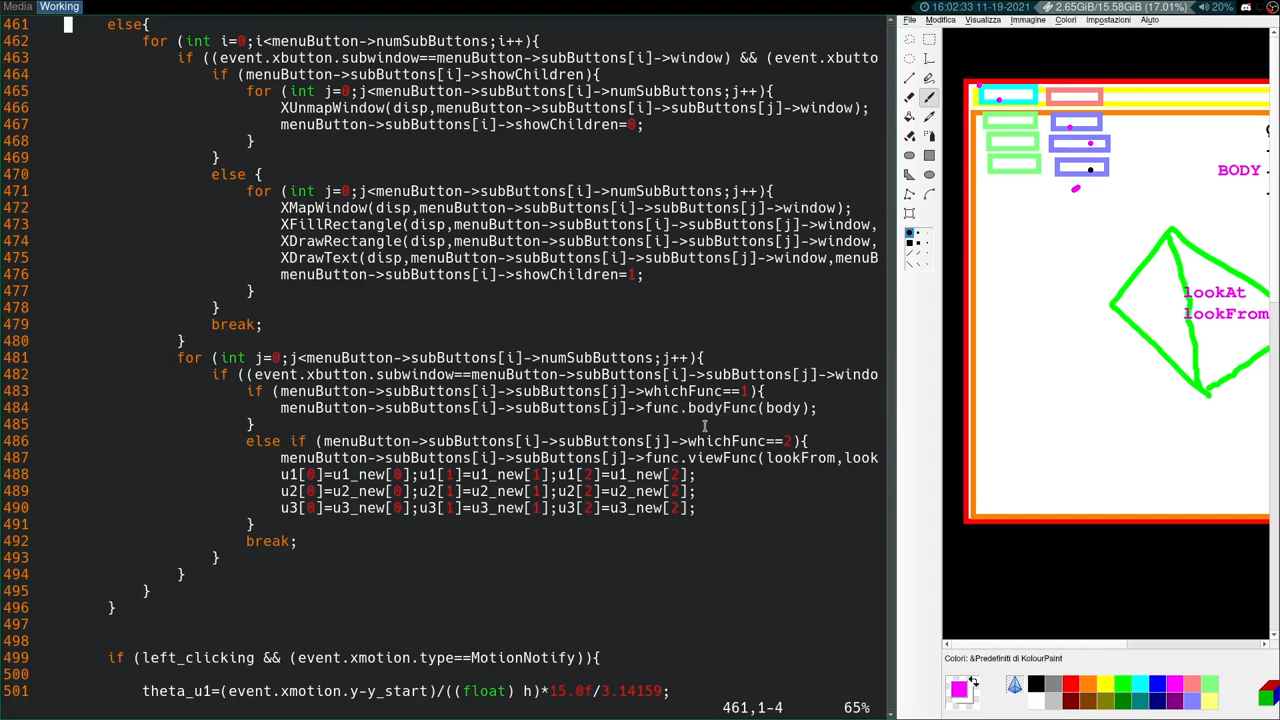 Media Working
16:02:33 11-19-2021 2.65GiB/15.58GiB (17.01%) 20%
461 else{
462 for (int i=0;i<menuButton->numSubButtons;i++){
463 if ((event.xbutton.subwindow==menuButton->subButtons[i]->window) && (event.xbutto
464 if (menuButton->subButtons[i]->showChildren){
465 for (int j=0;j<menuButton->subButtons[i]->numSubButtons;j++){
466 XUnmapWindow(disp,menuButton->subButtons[i]->subButtons[j]->window);
467 menuButton->subButtons[i]->showChildren=0;
468 }
469 }
470 else {
471 for (int j=0;j<menuButton->subButtons[i]->numSubButtons;j++){
472 XMapWindow(disp,menuButton->subButtons[i]->subButtons[j]->window);
473 XFillRectangle(disp,menuButton->subButtons[i]->subButtons[j]->window,
474 XDrawRectangle(disp,menuButton->subButtons[i]->subButtons[j]->window,
475 XDrawText(disp,menuButton->subButtons[i]->subButtons[j]->window,menuB
476 menuButton->subButtons[i]->showChildren=1;
477 }
478 }
479 break;
480 }
481 for (int j=0;j<menuButton->subButtons[i]->numSubButtons;j++){
482 if ((event.xbutton.subwindow==menuButton->subButtons[i]->subButtons[j]->windo
483 if (menuButton->subButtons[i]->subButtons[j]->whichFunc==1){
484 menuButton->subButtons[i]->subButtons[j]->func.bodyFunc(body);
485 }
486 else if (menuButton->subButtons[i]->subButtons[j]->whichFunc==2){
487 menuButton->subButtons[i]->subButtons[j]->func.viewFunc(lookFrom,look
488 u1[0]=u1_new[0];u1[1]=u1_new[1];u1[2]=u1_new[2];
489 u2[0]=u2_new[0];u2[1]=u2_new[1];u2[2]=u2_new[2];
490 u3[0]=u3_new[0];u3[1]=u3_new[1];u3[2]=u3_new[2];
491 }
492 break;
493 }
494 }
495 }
496 }
497
498
499 if (left_clicking && (event.motion.type==MotionNotify)){
500
501 theta_u1=(event.xmotion.y-y_start)/((float) h)*15.0f/3.14159;
461,1-4 65%
File Modifica Visualizza Immagine Colori Impostazioni Aiuto
BODY
lookAt
lookFrom
Colori: &Predefiniti di KolourPaint